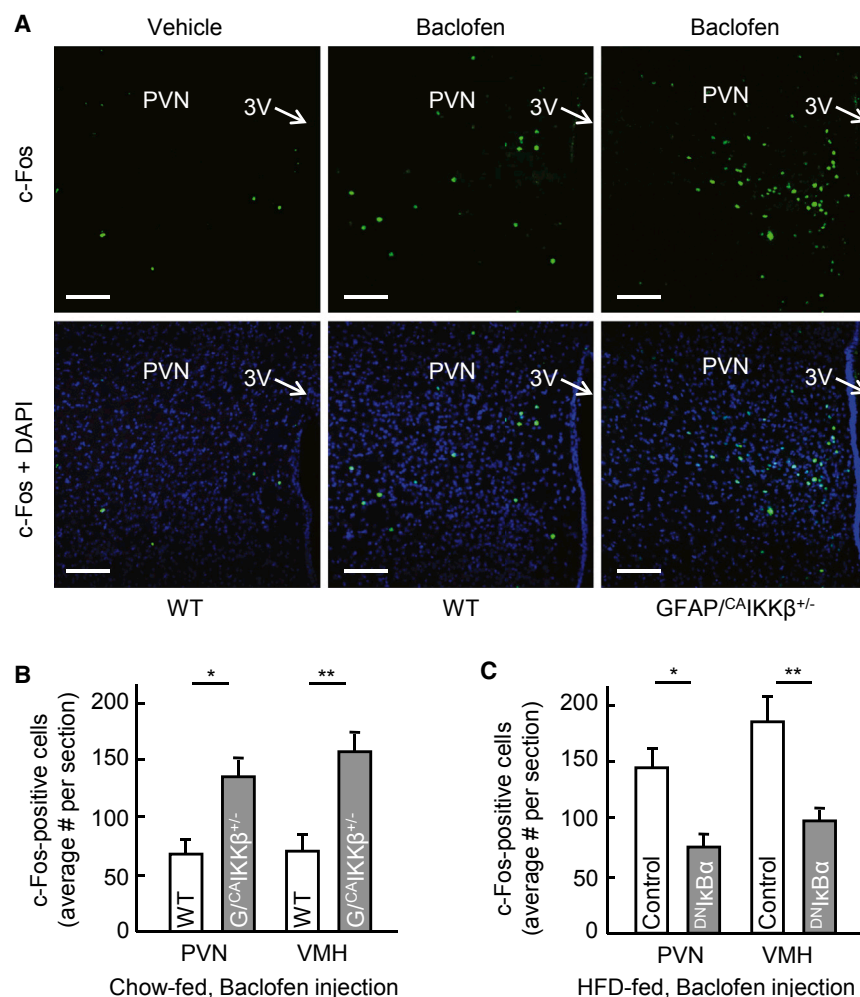 A
Vehicle Baclofen Baclofen
c-Fos
PVN 3V PVN 3V PVN 3V
c-Fos + DAPI
PVN 3V PVN 3V PVN 3V
WT WT GFAP/CAIKKβ+/-
B
* **
c-Fos-positive cells
(average # per section)
200
150
100
50
0
WT G/CAIKKβ+/- WT G/CAIKKβ+/-
PVN VMH
Chow-fed, Baclofen injection
C
* **
c-Fos-positive cells
(average # per section)
200
150
100
50
0
Control DNIκBα Control DNIκBα
PVN VMH
HFD-fed, Baclofen injection